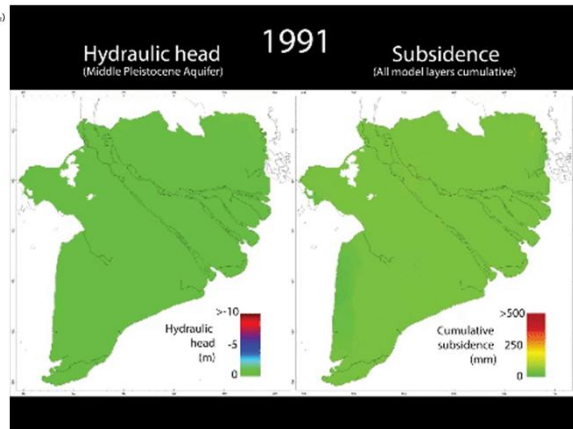 1991
Hydraulic head
(Middle Pleistocene Aquifer)
Subsidence
(All model layers cumulative)
>-10
Hydraulic
head
-5
(m)
0
>500
Cumulative
250
subsidence
(mm)
0